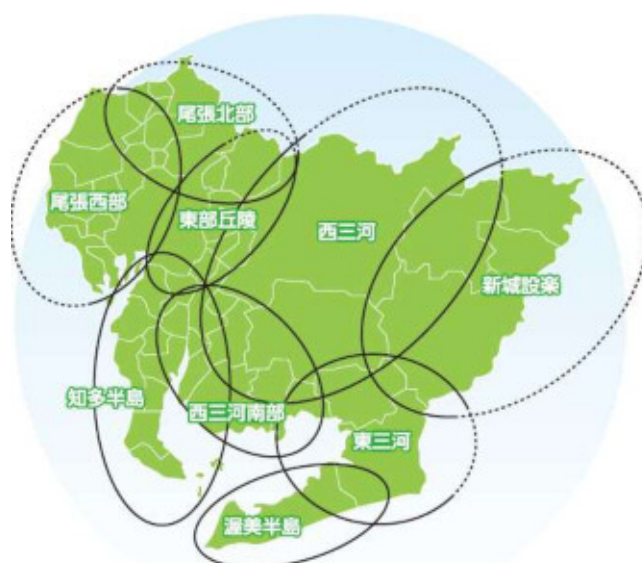 尾張北部
尾張西部
東部丘陵
西三河
新城設楽
知多半島
西三河南部
東三河
渥美半島